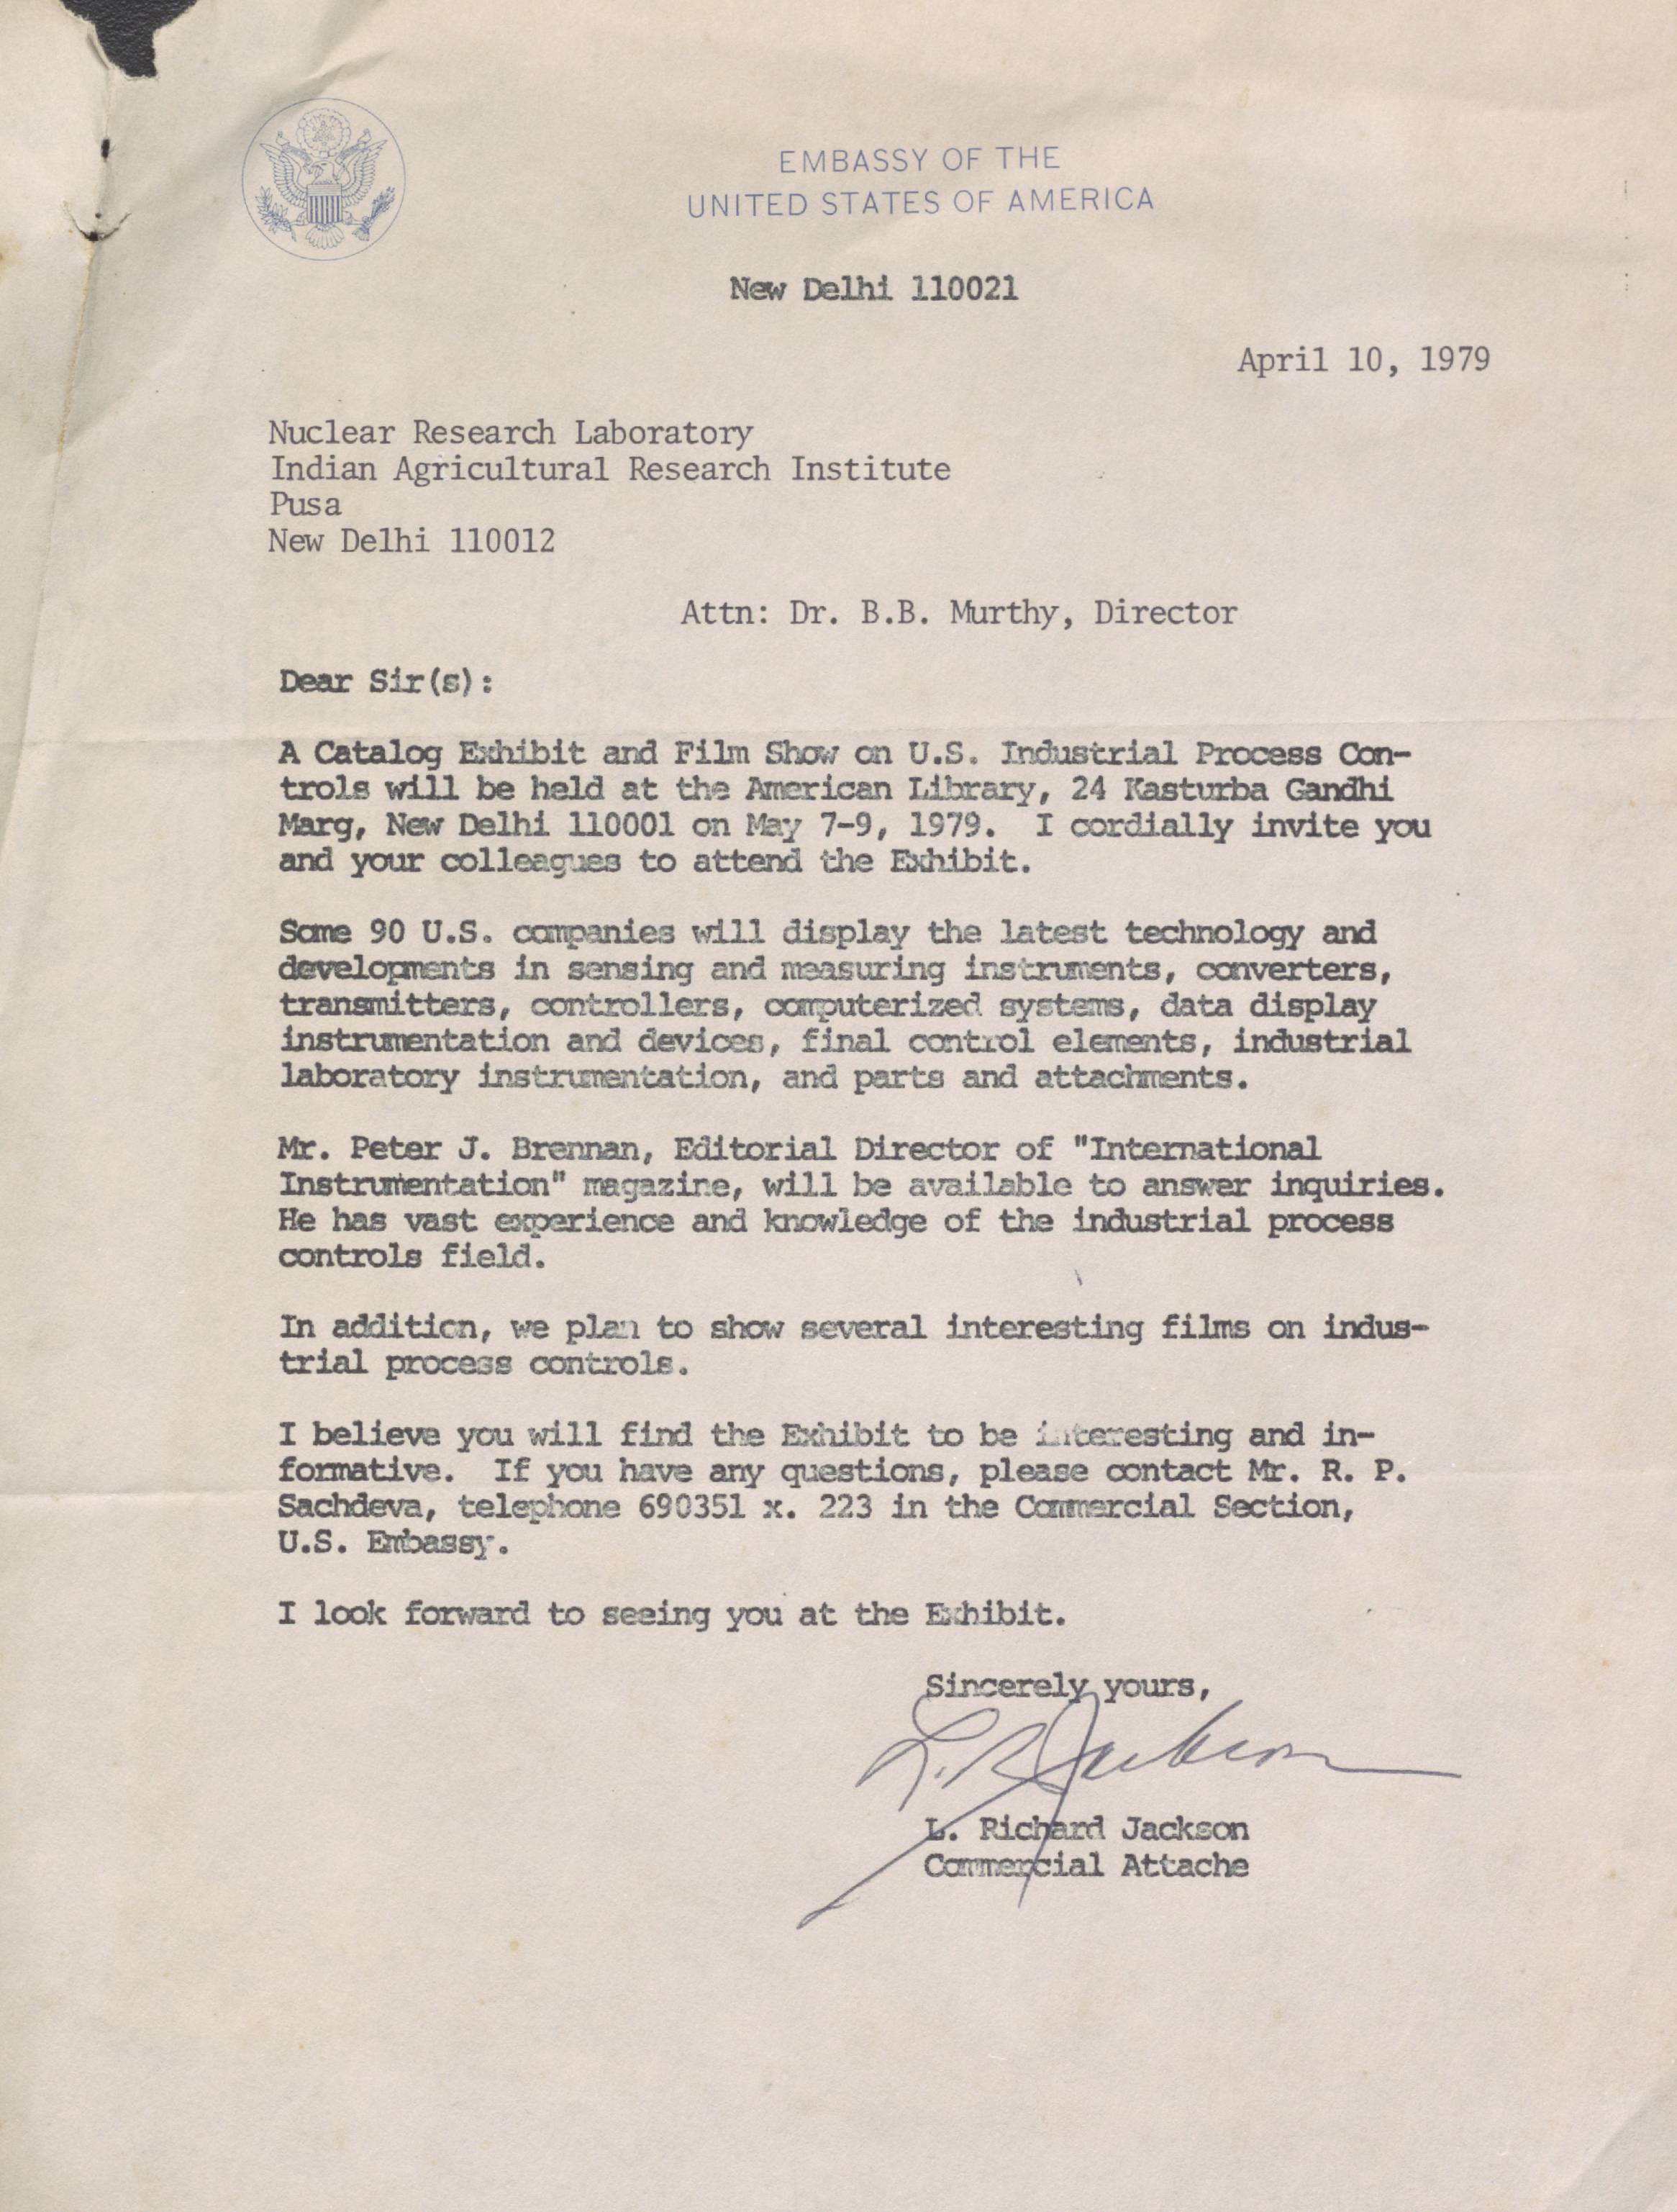 EMBASSY OF THE
UNITED STATES OF AMERICA
New Delhi 110021
April 10, 1979
Nuclear Research Laboratory
Indian Agricultural Research Institute
Pusa
New Delhi 110012
Attn: Dr. B.B. Murthy, Director
Dear Sir(s):
A Catalog Exhibit and Film Show on U.S. Industrial Process Con-
trols will be held at the American Library, 24 Kasturba Gandhi
Marg, New Delhi 110001 on May 7-9, 1979. I cordially invite you
and your colleagues to attend the Exhibit.
Some 90 U.S. companies will display the latest technology and
developments in sensing and measuring instruments, converters,
transmitters, controllers, computerized systems, data display
instrumentation and devices, final control elements, industrial
laboratory instrumentation, and parts and attachments.
Mr. Peter J. Brennan, Editorial Director of "International
Instrumentation" magazine, will be available to answer inquiries.
He has vast experience and knowledge of the industrial process
controls field.
In addition, we plan to show several interesting films on indus-
trial process controls.
I believe you will find the Exhibit to be interesting and in-
formative. If you have any questions, please contact Mr. R. P.
Sachdeva, telephone 690351 x. 223 in the Commercial Section,
U.S. Embassy.
I look forward to seeing you at the Exhibit.
Sincerely yours,
L. R. Jackson
L. Richard Jackson
Commercial Attache